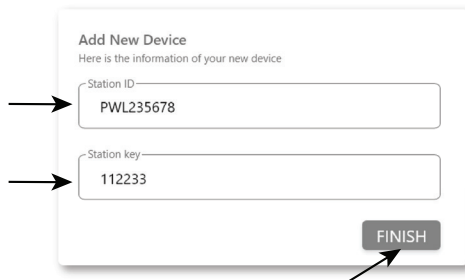 Add New Device
Here is the information of your new device
Station ID
PWL235678
Station key
112233
FINISH